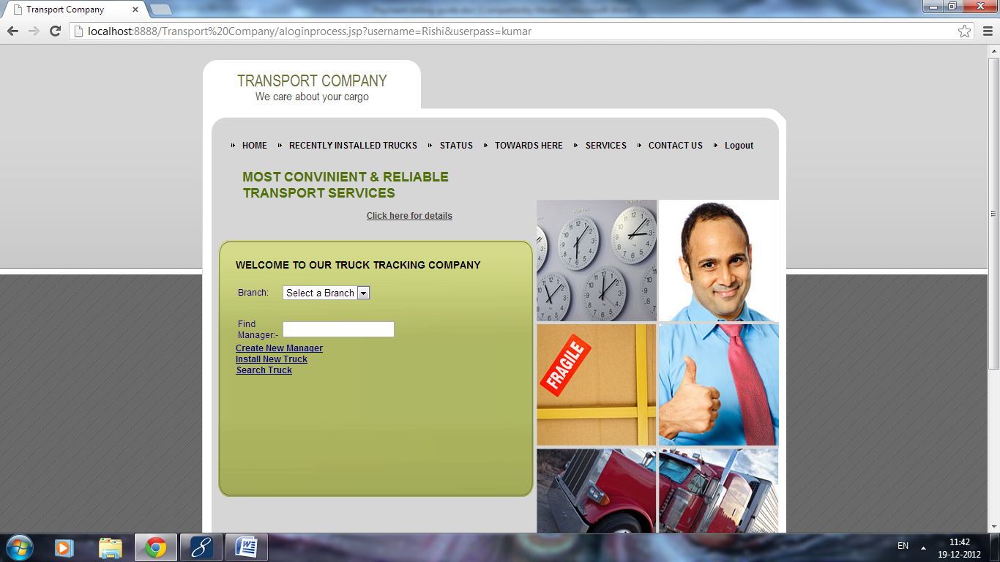 Transport Company
localhost:8888/Transport%20Company/aloginprocess.jsp?username=Rishi&userpass=kumar
TRANSPORT COMPANY
We care about your cargo
HOME RECENTLY INSTALLED TRUCKS STATUS TOWARDS HERE SERVICES CONTACT US Logout
MOST CONVINIENT & RELIABLE
TRANSPORT SERVICES
Click here for details
WELCOME TO OUR TRUCK TRACKING COMPANY
Branch: Select a Branch
Find
Manager:-
Create New Manager
Install New Truck
Search Truck
FRAGILE
EN
11:42
19-12-2012